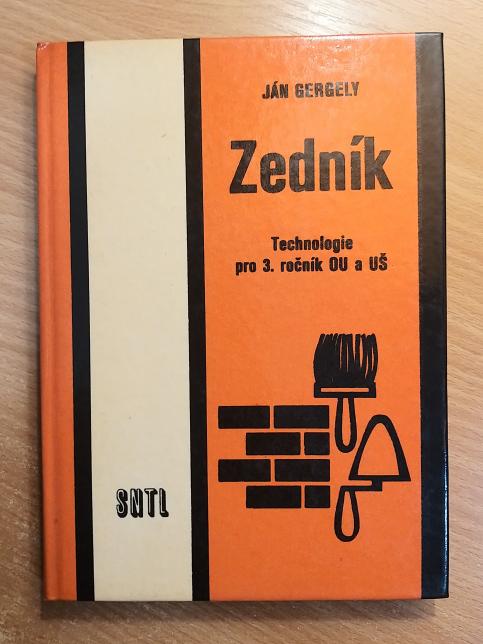 JÁN GERGELY
Zedník
Technologie
pro 3. ročník OU a UŠ
SNTL